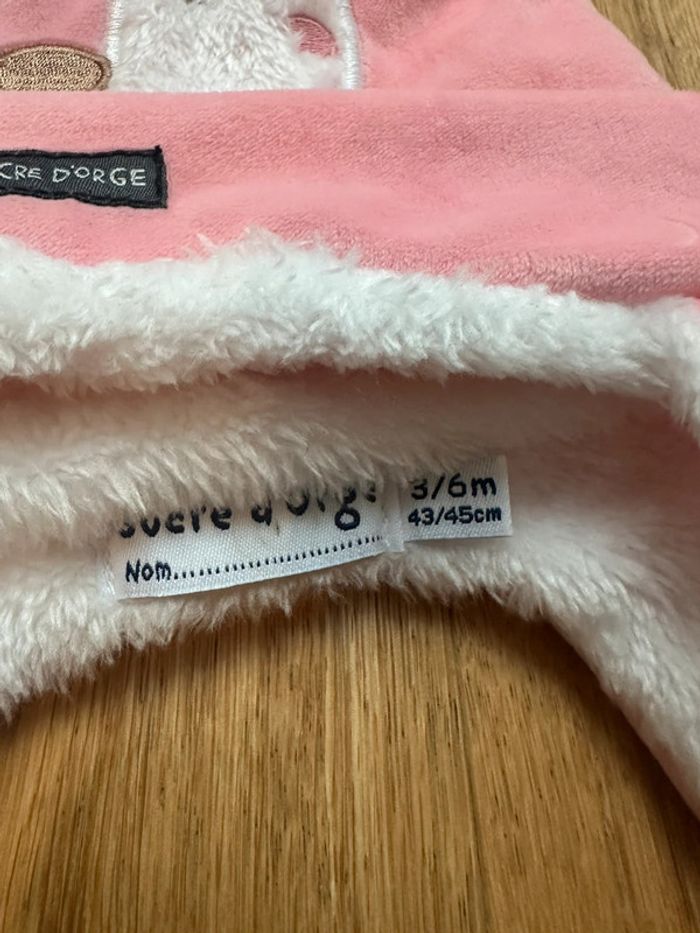 CRE D'ORGE
sucre d'orge
Nom..............................
3/6m
43/45cm